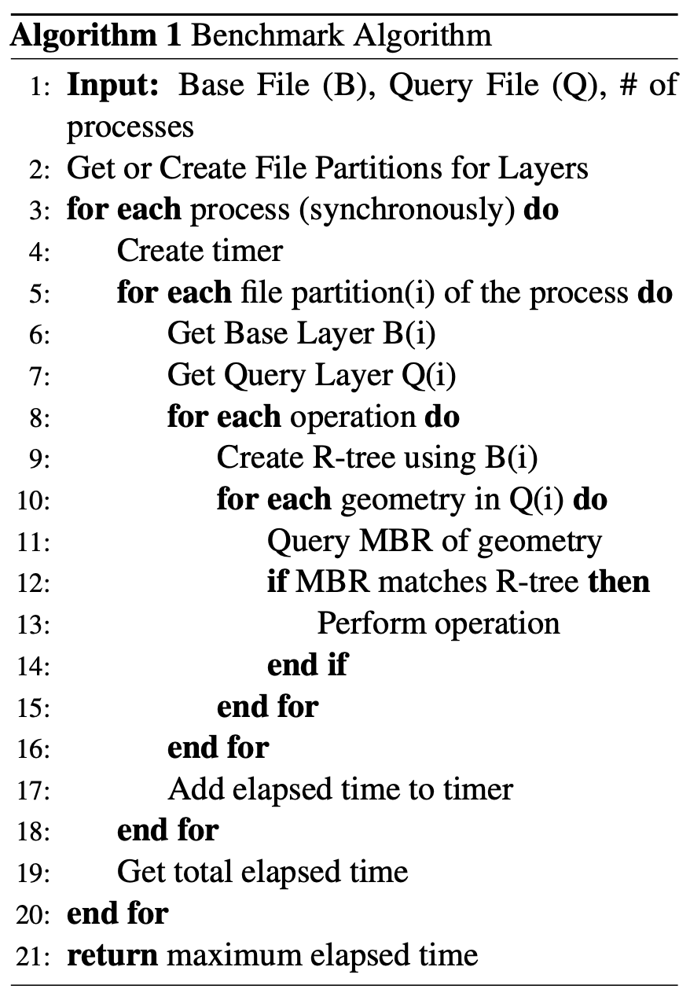 Algorithm 1 Benchmark Algorithm
1: Input: Base File (B), Query File (Q), # of
processes
2: Get or Create File Partitions for Layers
3: for each process (synchronously) do
4: Create timer
5: for each file partition(i) of the process do
6: Get Base Layer B(i)
7: Get Query Layer Q(i)
8: for each operation do
9: Create R-tree using B(i)
10: for each geometry in Q(i) do
11: Query MBR of geometry
12: if MBR matches R-tree then
13: Perform operation
14: end if
15: end for
16: end for
17: Add elapsed time to timer
18: end for
19: Get total elapsed time
20: end for
21: return maximum elapsed time